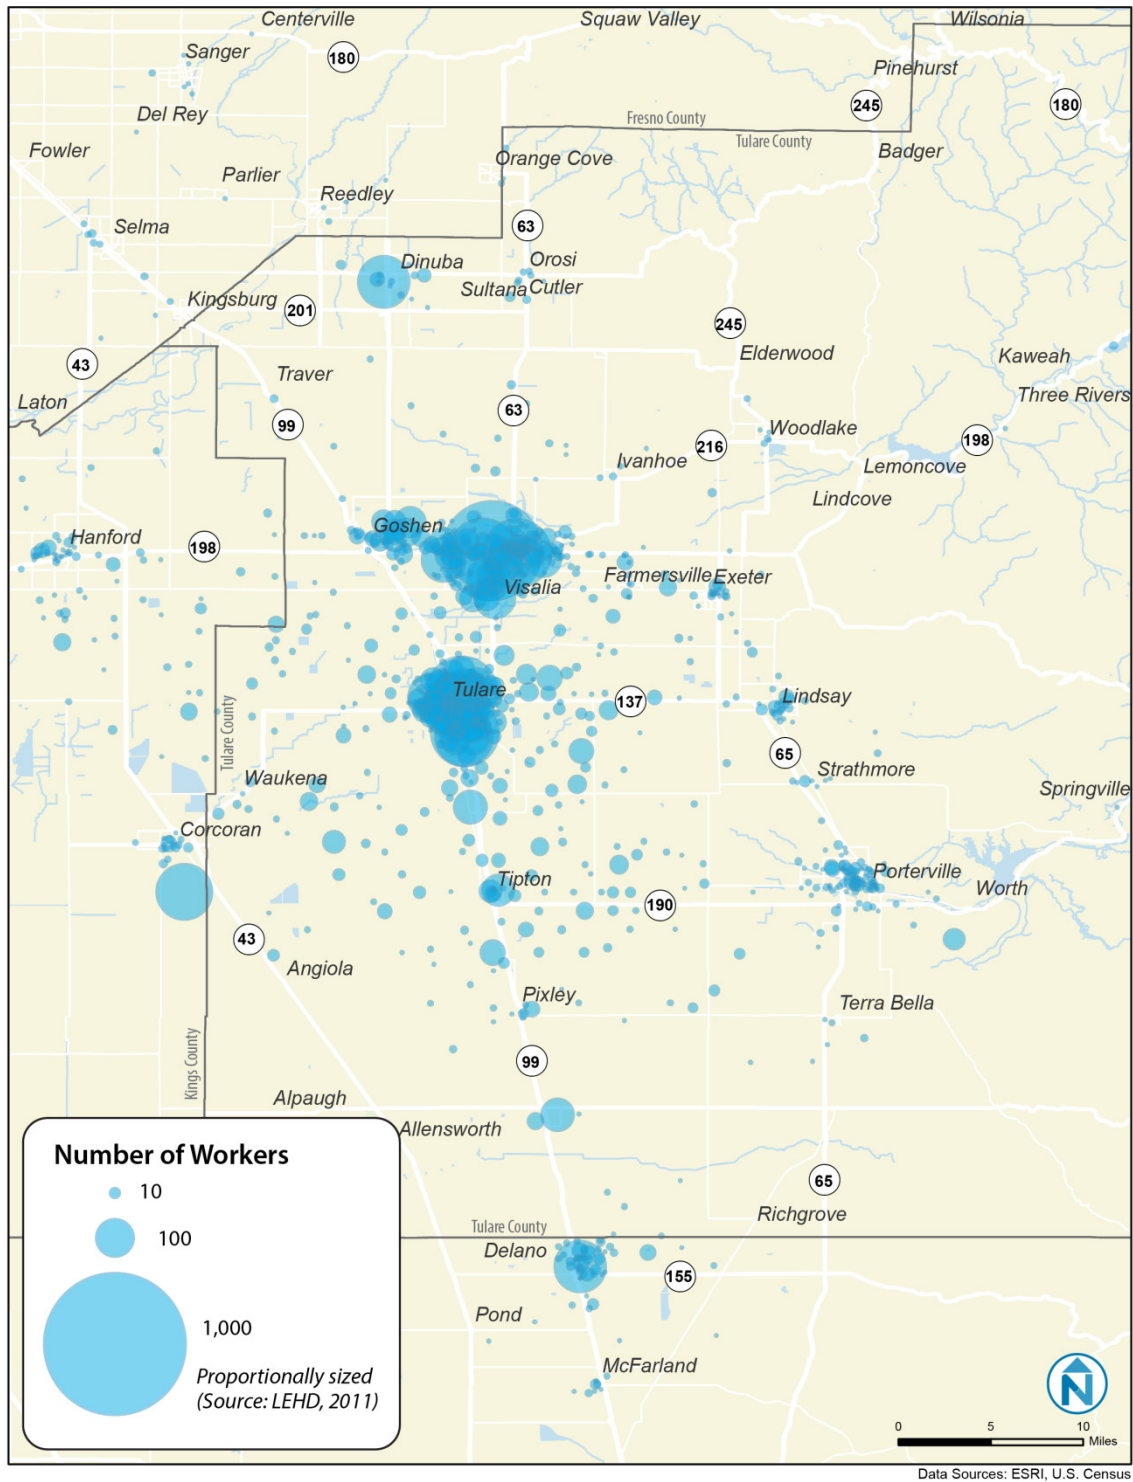 Centerville
Squaw Valley
Wilsonia
Sanger
180
Pinehurst
245
180
Del Rey
Fresno County
Tulare County
Fowler
Orange Cove
Badger
Parlier
Reedley
Selma
63
Dinuba
Orosi
Sultana
Cutler
Kingsburg
201
245
43
Elderwood
Kaweah
Traver
Three Rivers
Laton
63
99
Woodlake
216
198
Ivanhoe
Lemoncove
Lindcove
Goshen
Hanford
198
Farmersville
Exeter
Visalia
Tulare
137
Lindsay
Tulare County
65
Waukena
Strathmore
Springville
Corcoran
Porterville
Tipton
Worth
190
43
Angiola
Pixley
Terra Bella
Kings County
99
Alpaugh
Allensworth
65
Richgrove
Tulare County
Delano
155
Pond
McFarland
Number of Workers
10
100
1,000
Proportionally sized
(Source: LEHD, 2011)
N
0 5 10
Miles
Data Sources: ESRI, U.S. Census